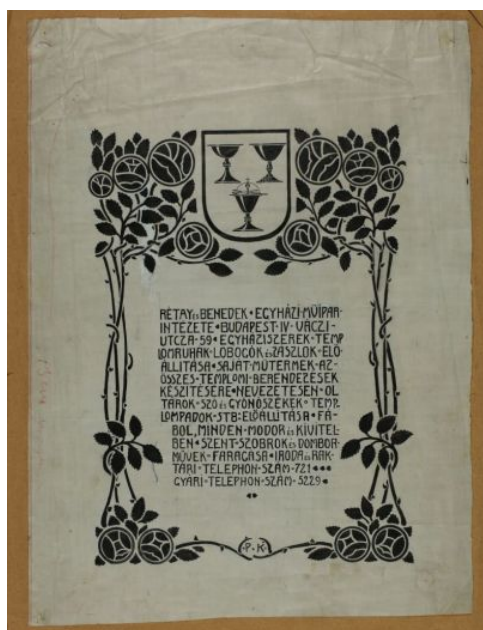 RÉTAY ÉS BENEDEK • EGYHÁZI MŰIPAR-
INTÉZETE • BUDAPEST • IV • VÁCZI-
UTCZA • 59 • EGYHÁZISZEREK • TEMP
LOMRUHÁK • LOBOGÓK ÉS ZÁSZLÓK • ELŐ
ÁLLITÁSA • SAJÁT MŰTERMEK • AZ-
ÖSSZES • TEMPLOMI • BERENDEZÉSEK
KÉSZITÉSÉRE • NEVEZETESEN • OL
TÁROK • SZÓ ÉS GYÓNÓSZÉKEK • TEMP-
LOMPADOK • STB: ELŐÁLLITÁSA • FÁ-
BÓL, MINDEN • MODOR ÉS KIVITEL-
BEN • SZENT • SZOBROK ÉS DOMBOR-
MŰVEK • FARAGÁSA • IRODA ÉS RAK-
TÁRI • TELEPHON • SZÁM • 721 •••
GYÁRI • TELEPHON • SZÁM • 5229 •
••
• P • K •